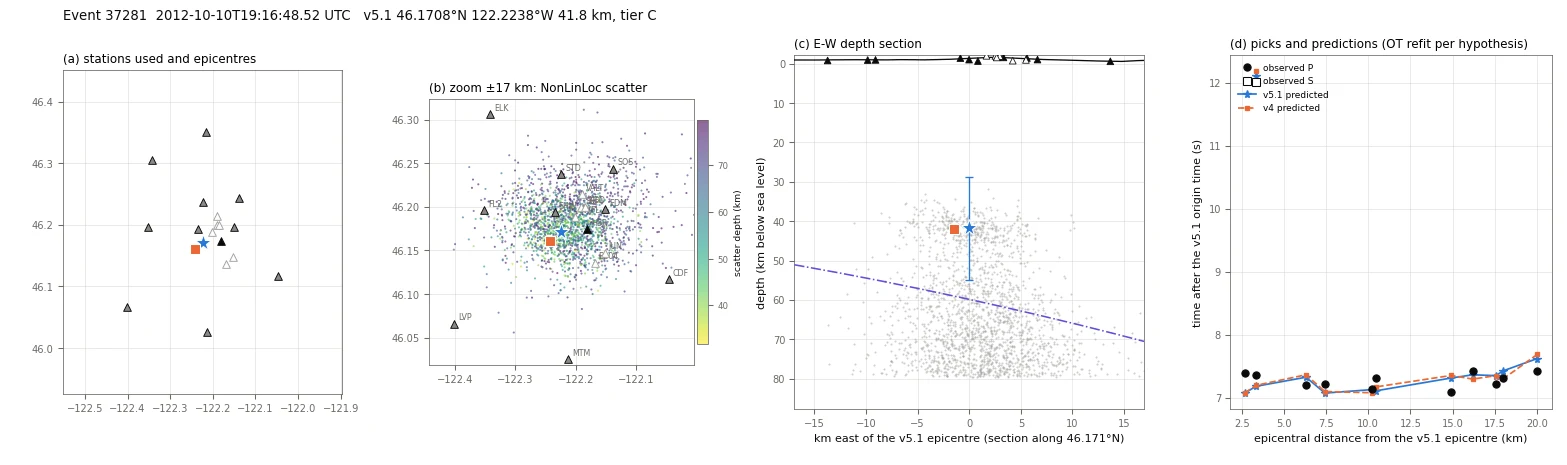 Event 37281  2012-10-10T19:16:48.52 UTC   v5.1 46.1708°N 122.2238°W 41.8 km, tier C
(a) stations used and epicentres
46.4
46.3
46.2
46.1
46.0
−122.5
−122.4
−122.3
−122.2
−122.1
−122.0
−121.9
(b) zoom ±17 km: NonLinLoc scatter
46.30
46.25
46.20
46.15
46.10
46.05
−122.4
−122.3
−122.2
−122.1
ELK
STD
SOS
FL2
EDN
CDF
LVP
MTM
70
60
50
40
scatter depth (km)
(c) E-W depth section
0
10
20
30
40
50
60
70
80
depth (km below sea level)
−15
−10
−5
0
5
10
15
km east of the v5.1 epicentre (section along 46.171°N)
(d) picks and predictions (OT refit per hypothesis)
observed P
observed S
v5.1 predicted
v4 predicted
12
11
10
9
8
7
time after the v5.1 origin time (s)
2.5
5.0
7.5
10.0
12.5
15.0
17.5
20.0
epicentral distance from the v5.1 epicentre (km)